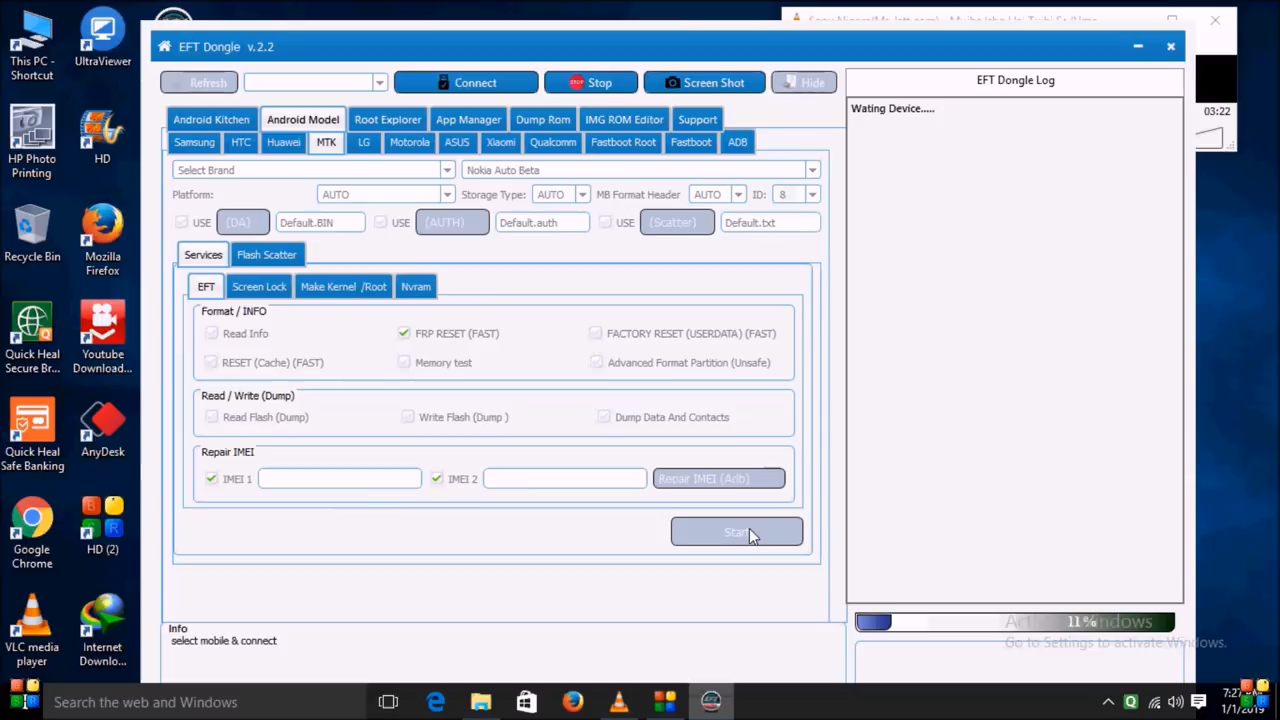 This PC - Shortcut
UltraViewer
HP Photo Printing
HD
Recycle Bin
Mozilla Firefox
Quick Heal Secure Br...
Youtube Download...
Quick Heal Safe Banking
AnyDesk
Google Chrome
HD (2)
VLC media player
Internet Downlo...
03:22
EFT Dongle v.2.2
Refresh
Connect
STOP Stop
Screen Shot
Hide
EFT Dongle Log
Wating Device.....
Android Kitchen
Android Model
Root Explorer
App Manager
Dump Rom
IMG ROM Editor
Support
Samsung
HTC
Huawei
MTK
LG
Motorola
ASUS
Xiaomi
Qualcomm
Fastboot Root
Fastboot
ADB
Select Brand
Nokia Auto Beta
Platform: AUTO Storage Type: AUTO MB Format Header AUTO ID: 8
USE (DA) Default.BIN USE (AUTH) Default.auth USE (Scatter) Default.txt
Services
Flash Scatter
EFT
Screen Lock
Make Kernel /Root
Nvram
Format / INFO
Read Info
FRP RESET (FAST)
FACTORY RESET (USERDATA) (FAST)
RESET (Cache) (FAST)
Memory test
Advanced Format Partition (Unsafe)
Read / Write (Dump)
Read Flash (Dump)
Write Flash (Dump )
Dump Data And Contacts
Repair IMEI
IMEI 1
IMEI 2
Repair IMEI (Adb)
Start
Info
select mobile & connect
11%
Go to Settings to activate Windows.
Search the web and Windows
EFT